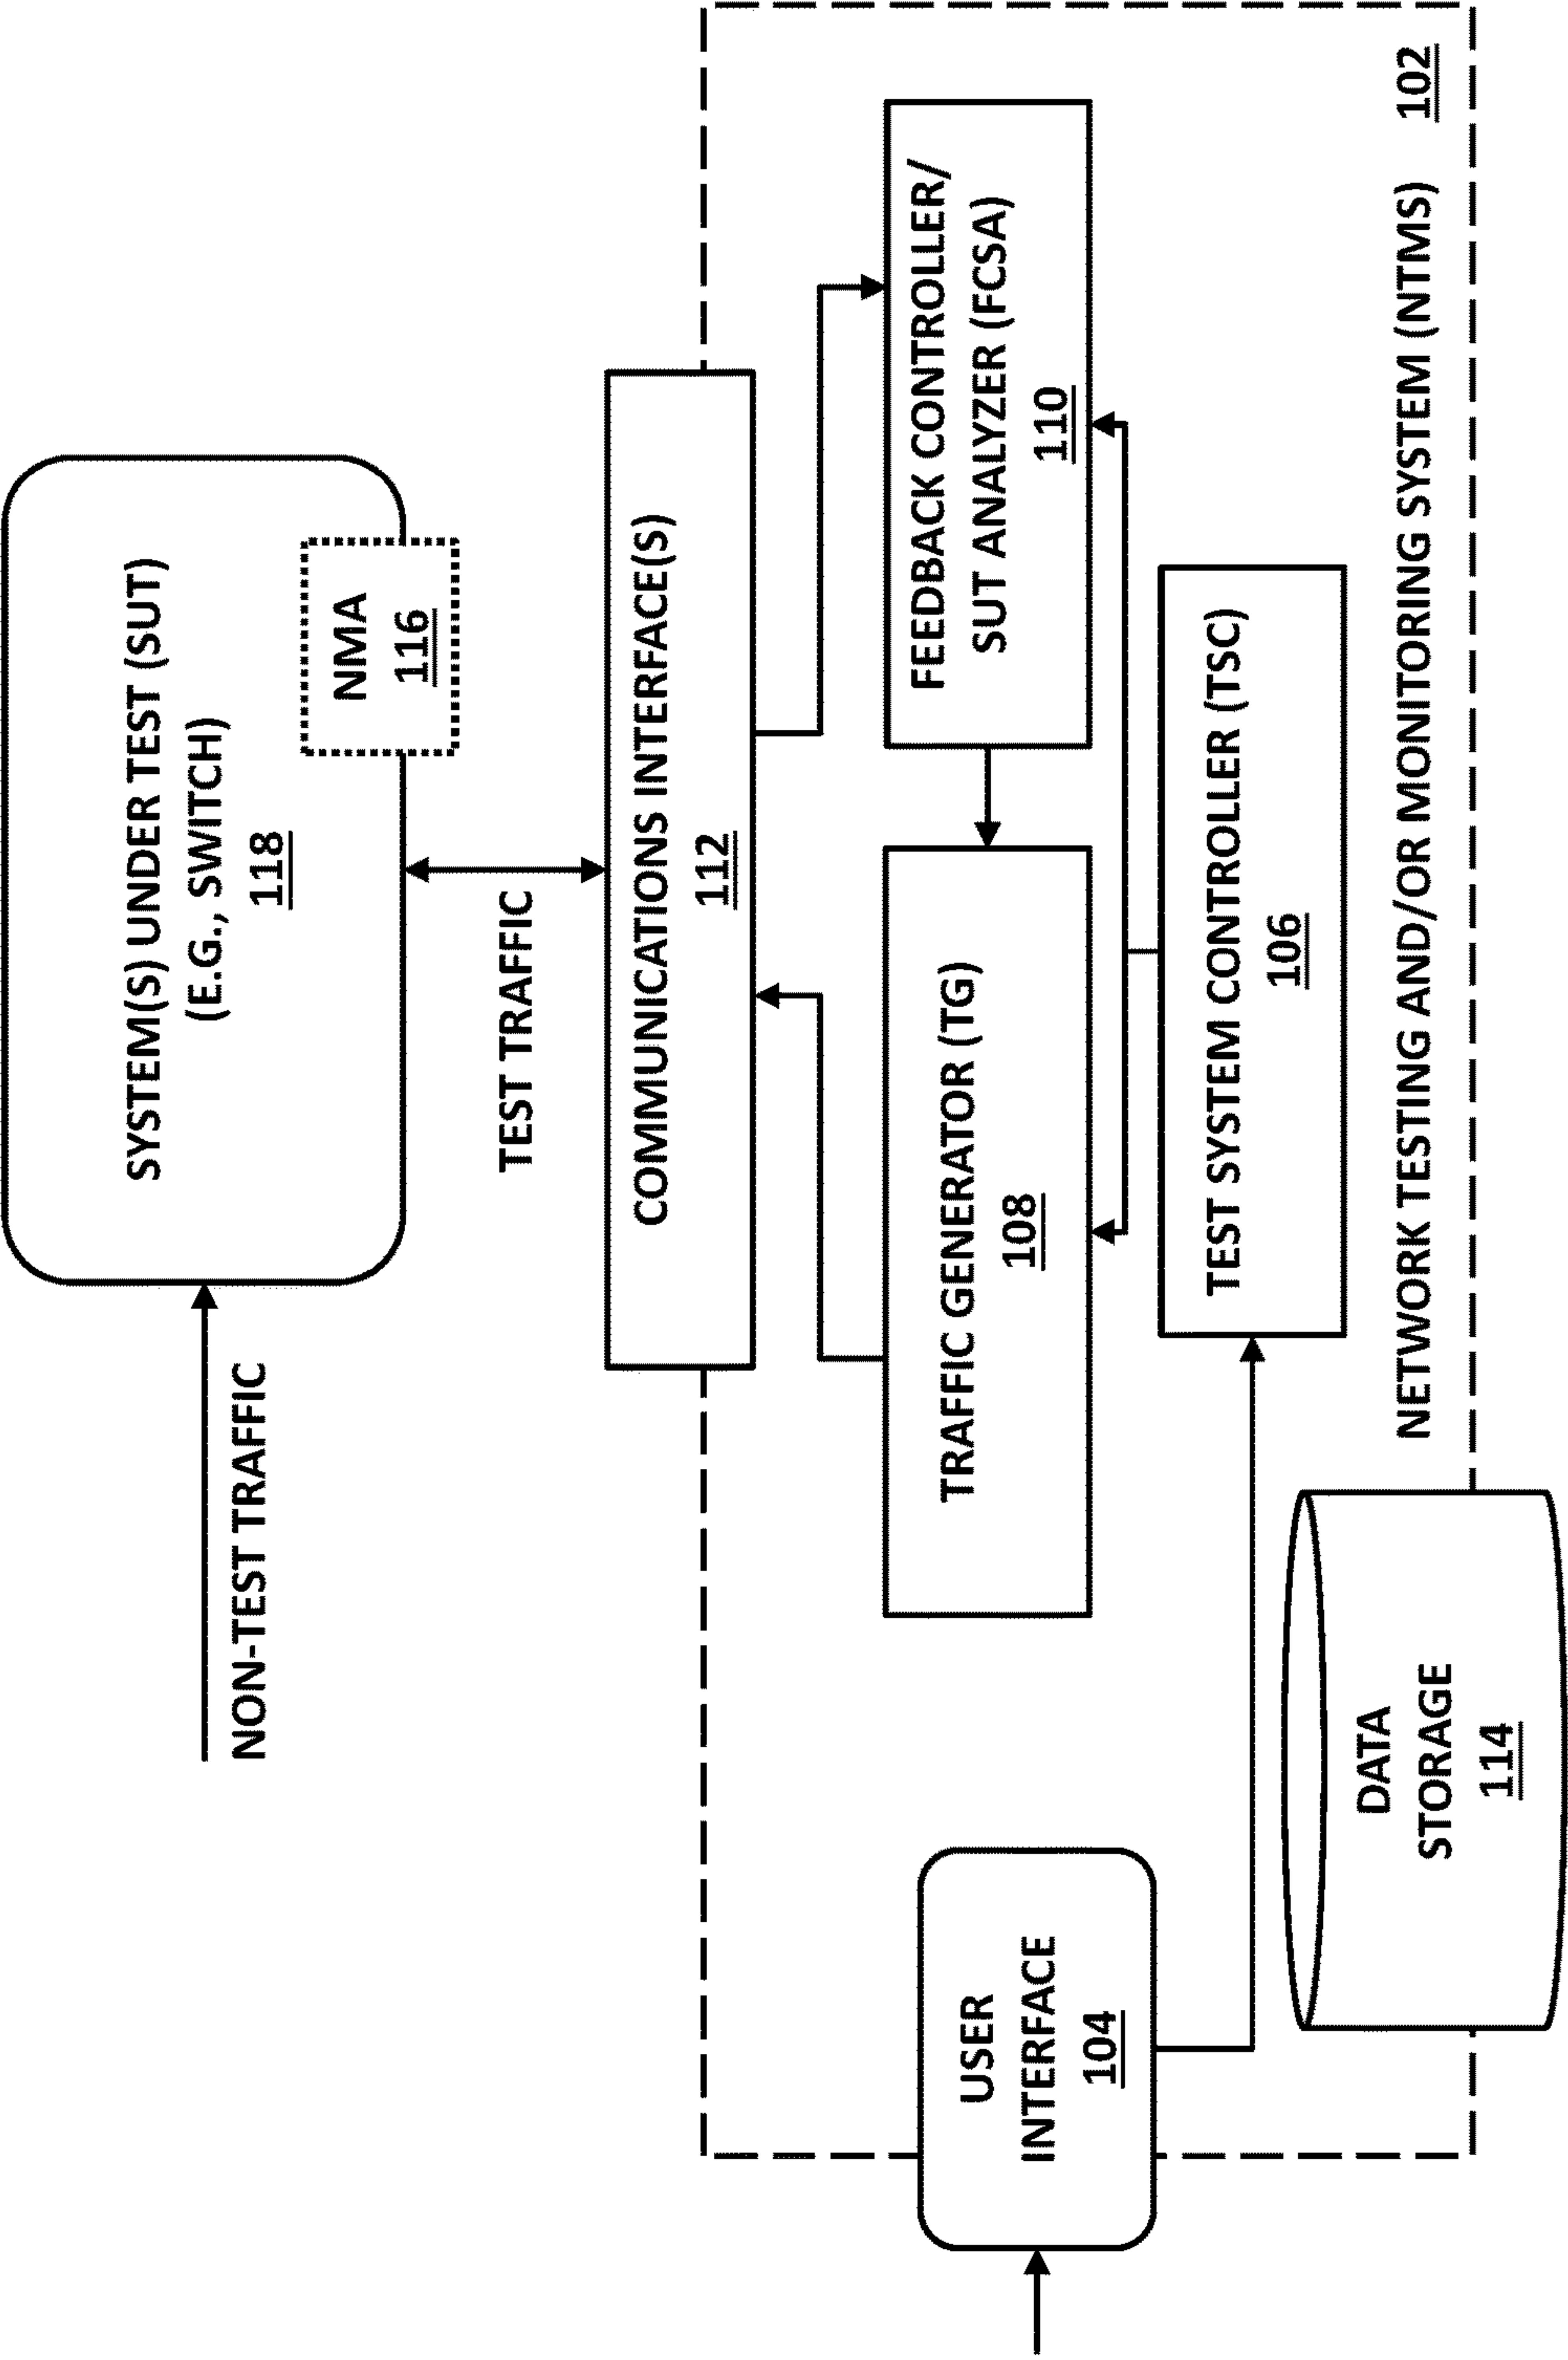 NON-TEST TRAFFIC
SYSTEM(S) UNDER TEST (SUT)
(E.G., SWITCH)
118
NMA
116
TEST TRAFFIC
COMMUNICATIONS INTERFACE(S)
112
USER
INTERFACE
104
TRAFFIC GENERATOR (TG)
108
FEEDBACK CONTROLLER/
SUT ANALYZER (FCSA)
110
TEST SYSTEM CONTROLLER (TSC)
106
DATA
STORAGE
114
NETWORK TESTING AND/OR MONITORING SYSTEM (NTMS) 102